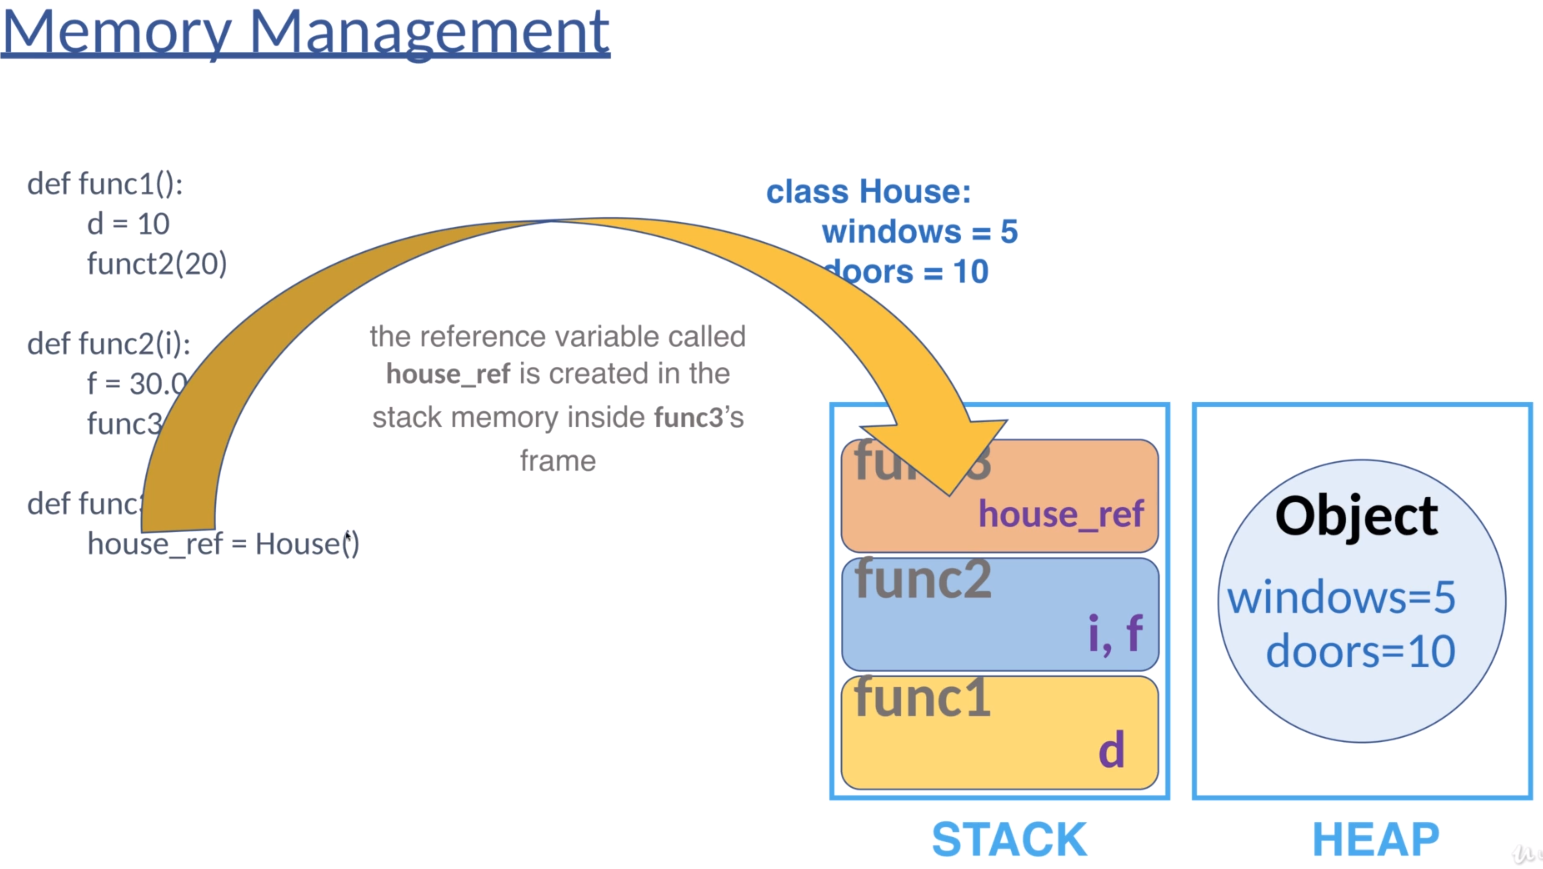 Memory Management
def func1():
d = 10
funct2(20)
def func2(i):
f = 30.0
func3
def func
house_ref = House()
the reference variable called
house_ref is created in the
stack memory inside func3’s
frame
class House:
windows = 5
doors = 10
house_ref
func2
i, f
func1
d
STACK
Object
windows=5
doors=10
HEAP